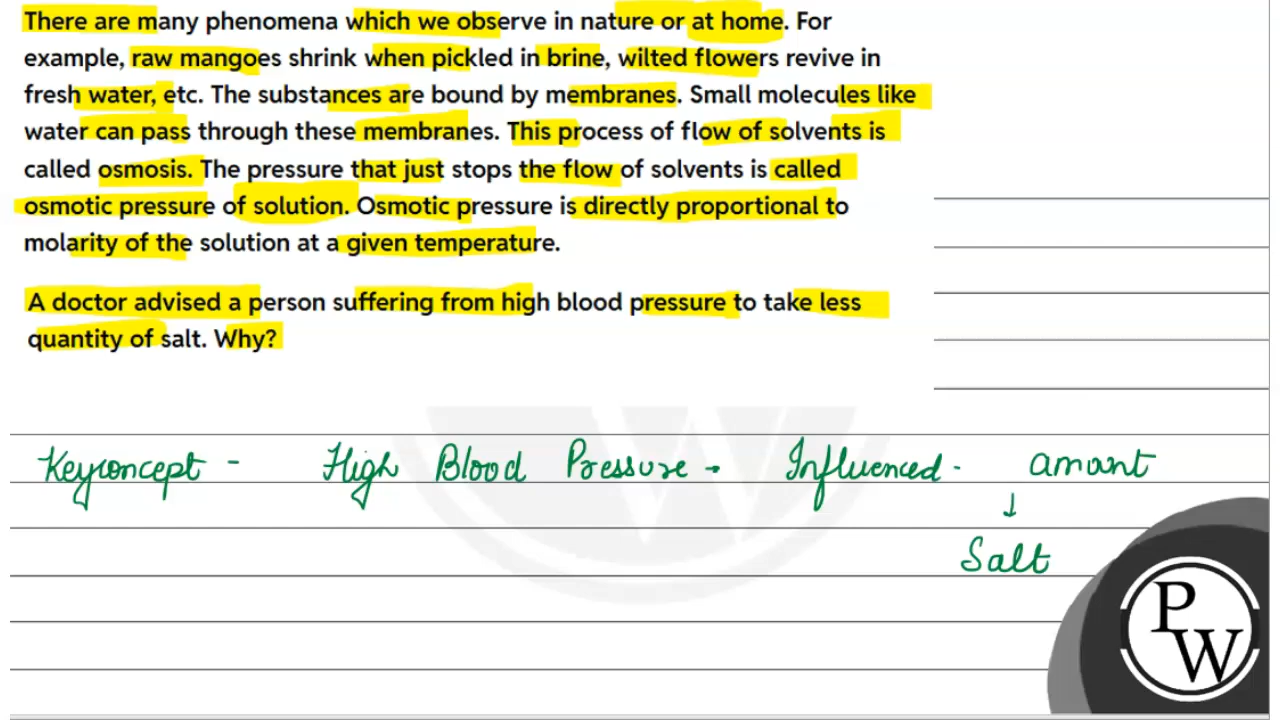 There are many phenomena which we observe in nature or at home. For
example, raw mangoes shrink when pickled in brine, wilted flowers revive in
fresh water, etc. The substances are bound by membranes. Small molecules like
water can pass through these membranes. This process of flow of solvents is
called osmosis. The pressure that just stops the flow of solvents is called
osmotic pressure of solution. Osmotic pressure is directly proportional to
molarity of the solution at a given temperature.
A doctor advised a person suffering from high blood pressure to take less
quantity of salt. Why?
Keyconcept - High Blood Pressure - Influenced - amount
↓
Salt
P
W